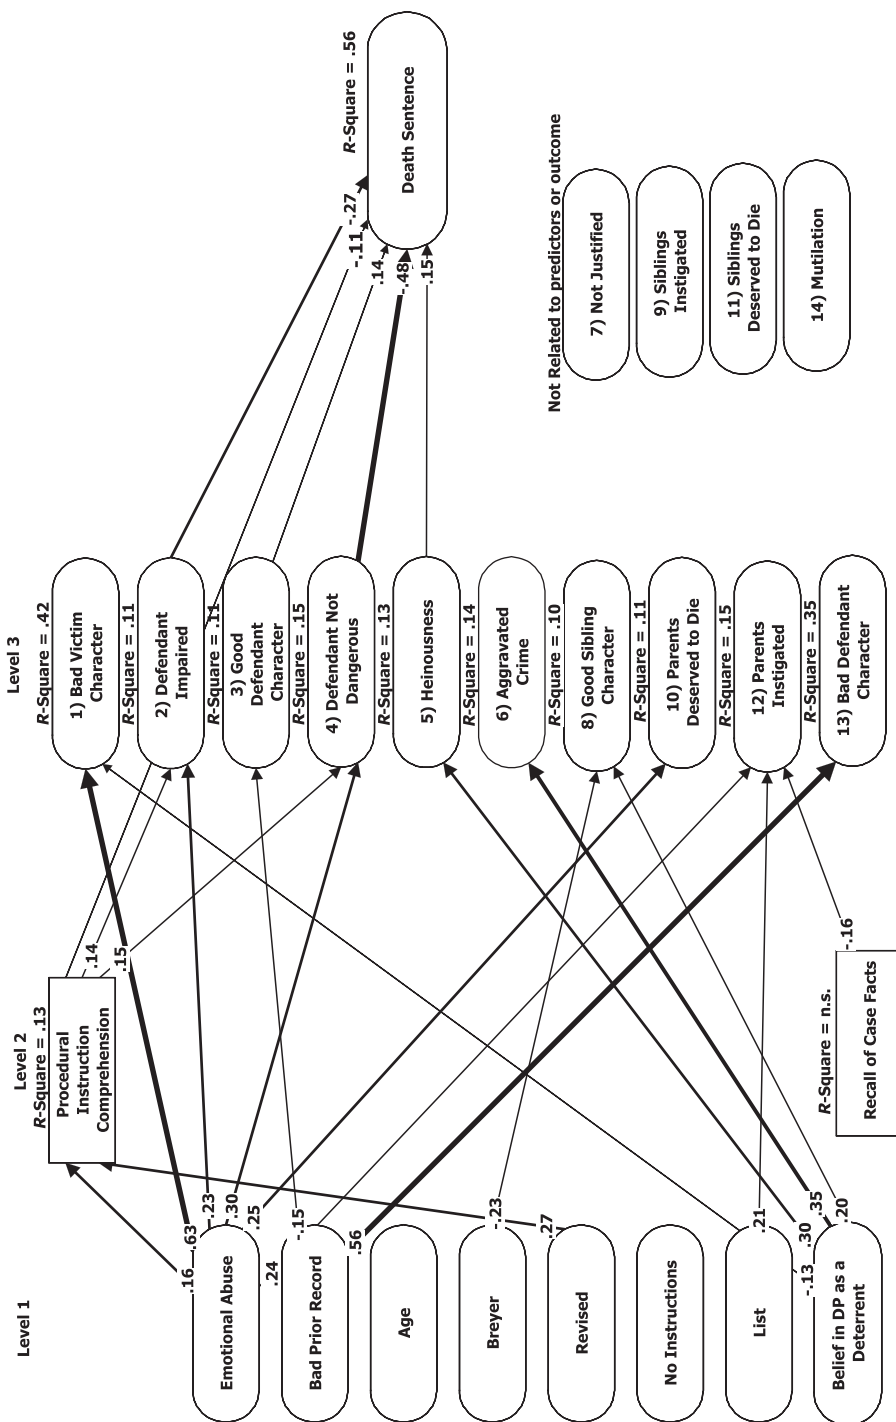 Level 1
Emotional Abuse
Bad Prior Record
Age
Breyer
Revised
No Instructions
List
Belief in DP as a
Deterrent
.16
.63
.23
.30
.25
.24
-.15
.56
-.23
.27
.21
-.13
.30
.35
.20
Level 2
R-Square = .13
Procedural
Instruction
Comprehension
.14
.15
R-Square = n.s.
Recall of Case Facts
-.16
Level 3
R-Square = .42
1) Bad Victim
Character
R-Square = .11
2) Defendant
Impaired
R-Square = .11
3) Good
Defendant
Character
R-Square = .15
4) Defendant Not
Dangerous
R-Square = .13
5) Heinousness
R-Square = .14
6) Aggravated
Crime
R-Square = .10
8) Good Sibling
Character
R-Square = .11
10) Parents
Deserved to Die
R-Square = .15
12) Parents
Instigated
R-Square = .35
13) Bad Defendant
Character
R-Square = .56
Death Sentence
-.27
-.11
.14
-.48
.15
Not Related to predictors or outcome
7) Not Justified
9) Siblings
Instigated
11) Siblings
Deserved to Die
14) Mutilation